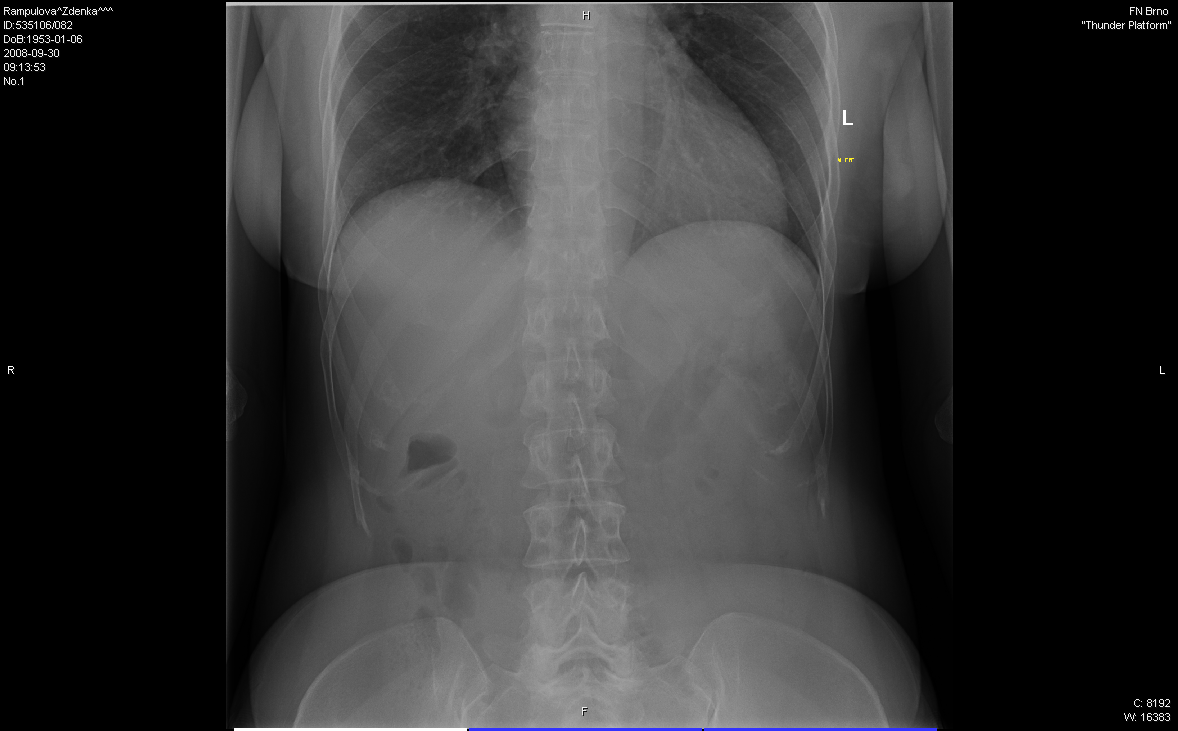 Rampulova^Zdenka^^^
ID:535106/082
DoB:1953-01-06
2008-09-30
09:13:53
No.1
H
FN Brno
"Thunder Platform"
L
R
L
F
C: 8192
W: 16383